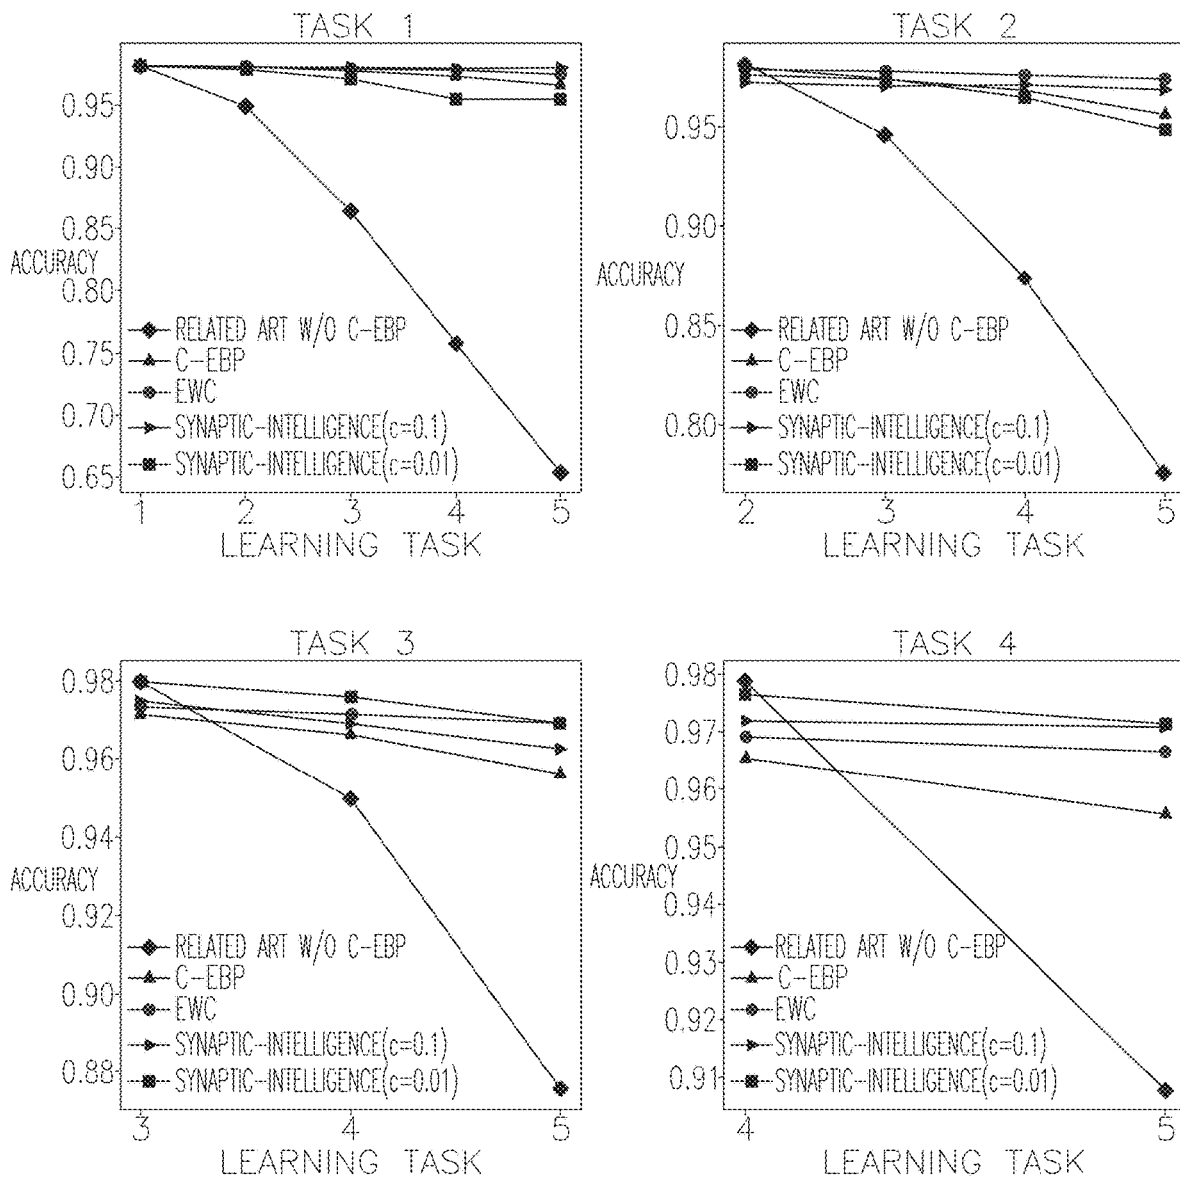 TASK 1
0.95
0.90
0.85
ACCURACY
0.80
0.75
0.70
0.65
RELATED ART W/O C-EBP
C-EBP
EWC
SYNAPTIC-INTELLIGENCE(c=0.1)
SYNAPTIC-INTELLIGENCE(c=0.01)
1 2 3 4 5
LEARNING TASK
TASK 2
0.95
0.90
ACCURACY
0.85
0.80
RELATED ART W/O C-EBP
C-EBP
EWC
SYNAPTIC-INTELLIGENCE(c=0.1)
SYNAPTIC-INTELLIGENCE(c=0.01)
2 3 4 5
LEARNING TASK
TASK 3
0.98
0.96
0.94
ACCURACY
0.92
0.90
0.88
RELATED ART W/O C-EBP
C-EBP
EWC
SYNAPTIC-INTELLIGENCE(c=0.1)
SYNAPTIC-INTELLIGENCE(c=0.01)
3 4 5
LEARNING TASK
TASK 4
0.98
0.97
0.96
0.95
ACCURACY
0.94
0.93
0.92
0.91
RELATED ART W/O C-EBP
C-EBP
EWC
SYNAPTIC-INTELLIGENCE(c=0.1)
SYNAPTIC-INTELLIGENCE(c=0.01)
4 5
LEARNING TASK